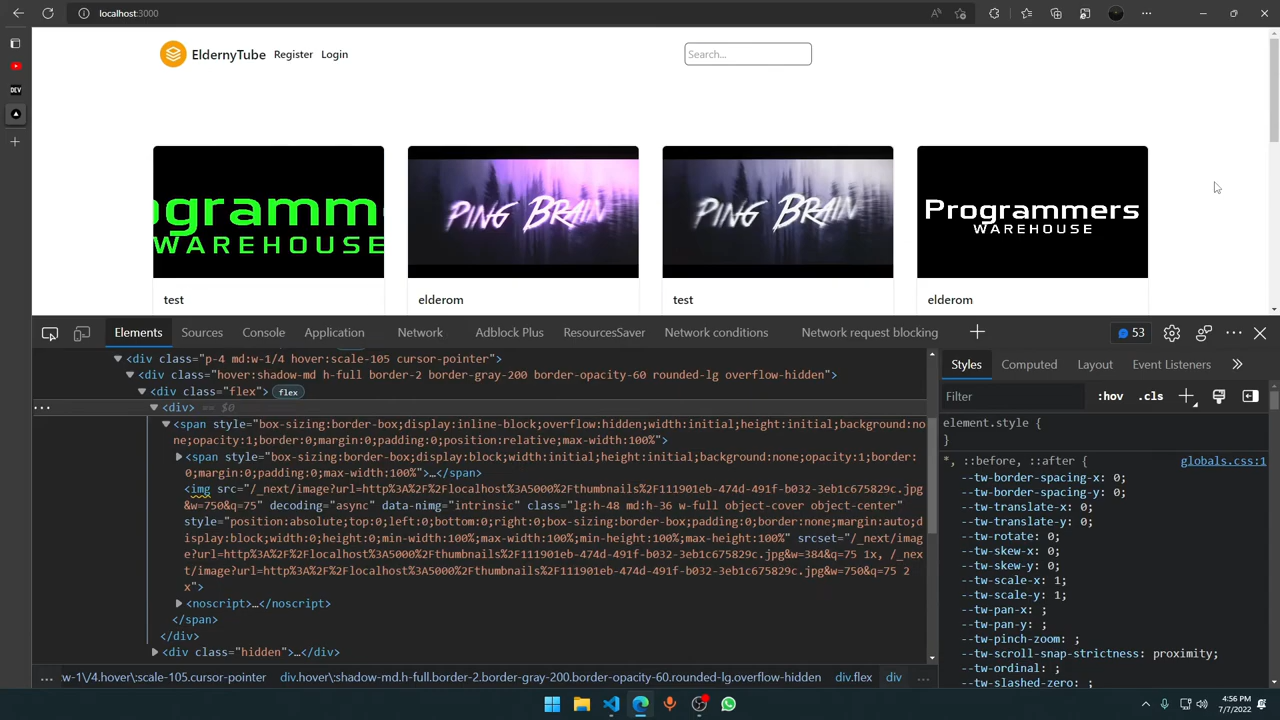 localhost:3000
EldernyTube Register Login
Search...
ogramm
WAREHOUSE
PING BRAIN
PING BRAIN
Programmers
WAREHOUSE
test
elderom
test
elderom
DEV
Elements Sources Console Application Network Adblock Plus ResourcesSaver Network conditions Network request blocking 53
<div class="p-4 md:w-1/4 hover:scale-105 cursor-pointer">
<div class="hover:shadow-md h-full border-2 border-gray-200 border-opacity-60 rounded-lg overflow-hidden">
<div class="flex"> flex
... <div> == $0
<span style="box-sizing:border-box;display:inline-block;overflow:hidden;width:initial;height:initial;background:no
ne;opacity:1;border:0;margin:0;padding:0;position:relative;max-width:100%">
<span style="box-sizing:border-box;display:block;width:initial;height:initial;background:none;opacity:1;border:
0;margin:0;padding:0;max-width:100%">…</span>
<img src="/_next/image?url=http%3A%2F%2Flocalhost%3A5000%2Fthumbnails%2F111901eb-474d-491f-b032-3eb1c675829c.jpg
&w=750&q=75" decoding="async" data-nimg="intrinsic" class="lg:h-48 md:h-36 w-full object-cover object-center"
style="position:absolute;top:0;left:0;bottom:0;right:0;box-sizing:border-box;padding:0;border:none;margin:auto;d
isplay:block;width:0;height:0;min-width:100%;max-width:100%;min-height:100%;max-height:100%" srcset="/_next/imag
e?url=http%3A%2F%2Flocalhost%3A5000%2Fthumbnails%2F111901eb-474d-491f-b032-3eb1c675829c.jpg&w=384&q=75 1x, /_nex
t/image?url=http%3A%2F%2Flocalhost%3A5000%2Fthumbnails%2F111901eb-474d-491f-b032-3eb1c675829c.jpg&w=750&q=75 2
x">
<noscript>…</noscript>
</span>
</div>
<div class="hidden">…</div>
... w-1\/4.hover\:scale-105.cursor-pointer div.hover\:shadow-md.h-full.border-2.border-gray-200.border-opacity-60.rounded-lg.overflow-hidden div.flex div ...
Styles Computed Layout Event Listeners
Filter :hov .cls
element.style {
}
*, ::before, ::after { globals.css:1
--tw-border-spacing-x: 0;
--tw-border-spacing-y: 0;
--tw-translate-x: 0;
--tw-translate-y: 0;
--tw-rotate: 0;
--tw-skew-x: 0;
--tw-skew-y: 0;
--tw-scale-x: 1;
--tw-scale-y: 1;
--tw-pan-x: ;
--tw-pan-y: ;
--tw-pinch-zoom: ;
--tw-scroll-snap-strictness: proximity;
--tw-ordinal: ;
--tw-slashed-zero: ;
4:56 PM
7/7/2022